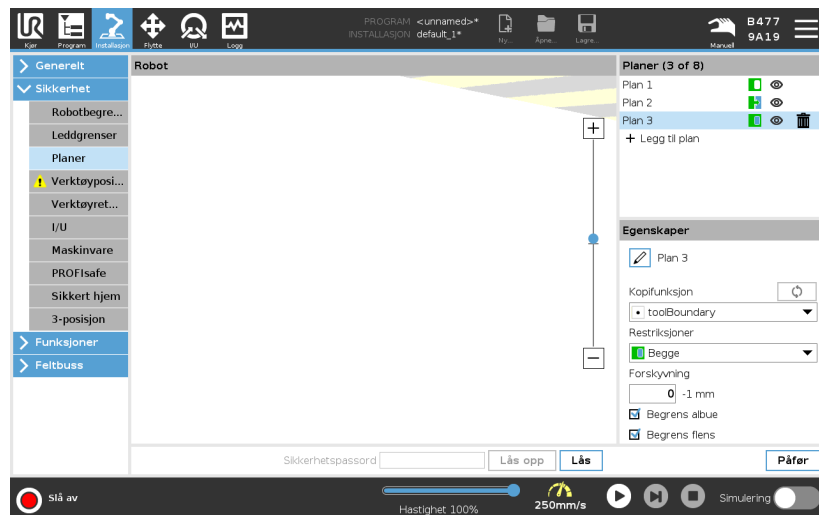 PROGRAM <unnamed>*
INSTALLASJON default_1*
Kjør Program Installasjon Flytte I/U Logg
Ny... Åpne... Lagre...
Manuel
B477
9A19
Generelt
Sikkerhet
Robotbegre...
Leddgrenser
Planer
Verktøyposi...
Verktøyret...
I/U
Maskinvare
PROFIsafe
Sikkert hjem
3-posisjon
Funksjoner
Feltbuss
Robot
Planer (3 of 8)
Plan 1
Plan 2
Plan 3
+ Legg til plan
Egenskaper
Plan 3
Kopifunksjon
toolBoundary
Restriksjoner
Begge
Forskyvning
0 -1 mm
Begrens albue
Begrens flens
Sikkerhetspassord Lås opp Lås
Påfør
Slå av
Hastighet 100%
250mm/s
Simulering